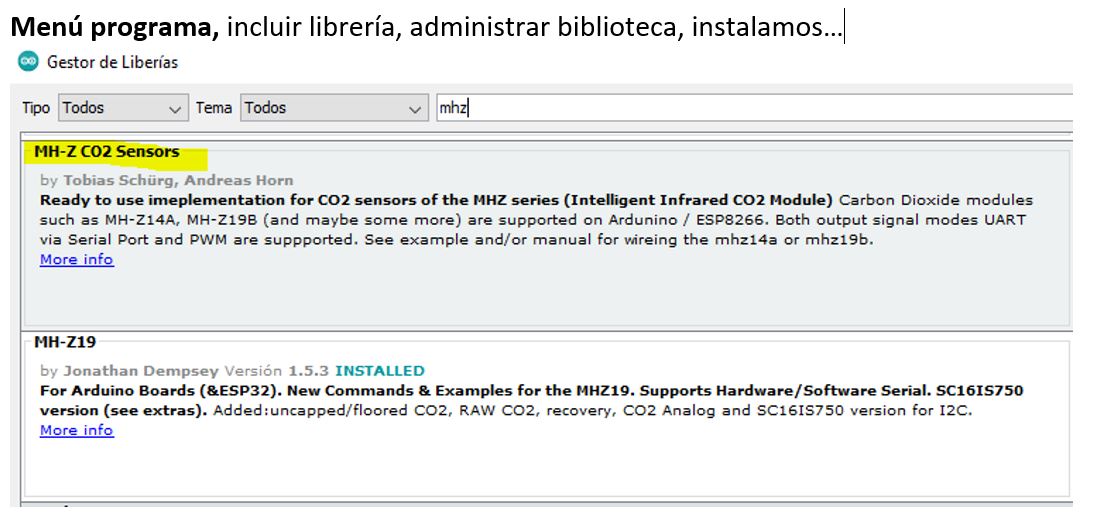 Menú programa, incluir librería, administrar biblioteca, instalamos...
Gestor de Liberías
Tipo Todos Tema Todos mhz
MH-Z CO2 Sensors
by Tobias Schürg, Andreas Horn
Ready to use imeplementation for CO2 sensors of the MHZ series (Intelligent Infrared CO2 Module) Carbon Dioxide modules
such as MH-Z14A, MH-Z19B (and maybe some more) are supported on Ardunino / ESP8266. Both output signal modes UART
via Serial Port and PWM are suppported. See example and/or manual for wireing the mhz14a or mhz19b.
More info
MH-Z19
by Jonathan Dempsey Versión 1.5.3 INSTALLED
For Arduino Boards (&ESP32). New Commands & Examples for the MHZ19. Supports Hardware/Software Serial. SC16IS750
version (see extras). Added:uncapped/floored CO2, RAW CO2, recovery, CO2 Analog and SC16IS750 version for I2C.
More info